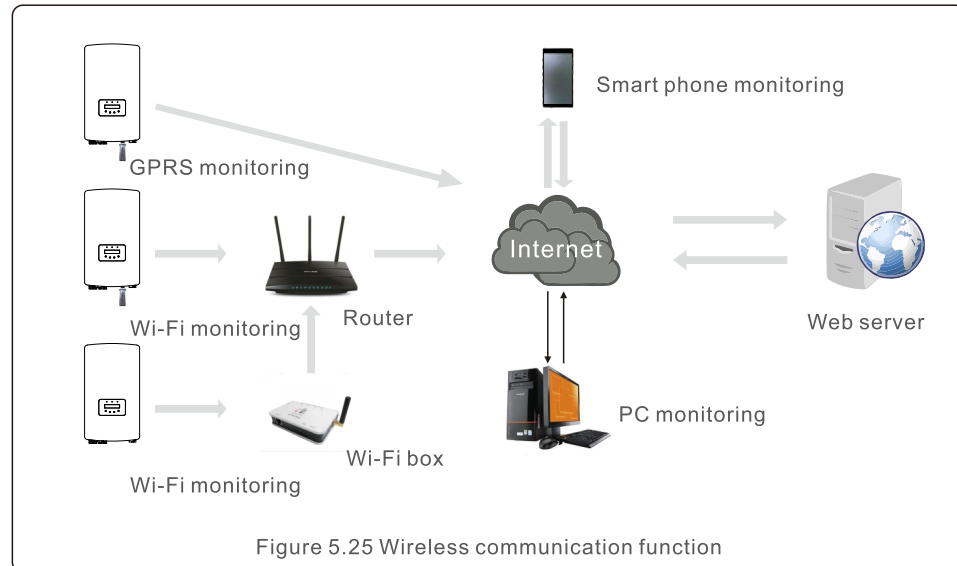 Smart phone monitoring
GPRS monitoring
Internet
Wi-Fi monitoring
Router
Web server
PC monitoring
Wi-Fi box
Wi-Fi monitoring
Figure 5.25 Wireless communication function